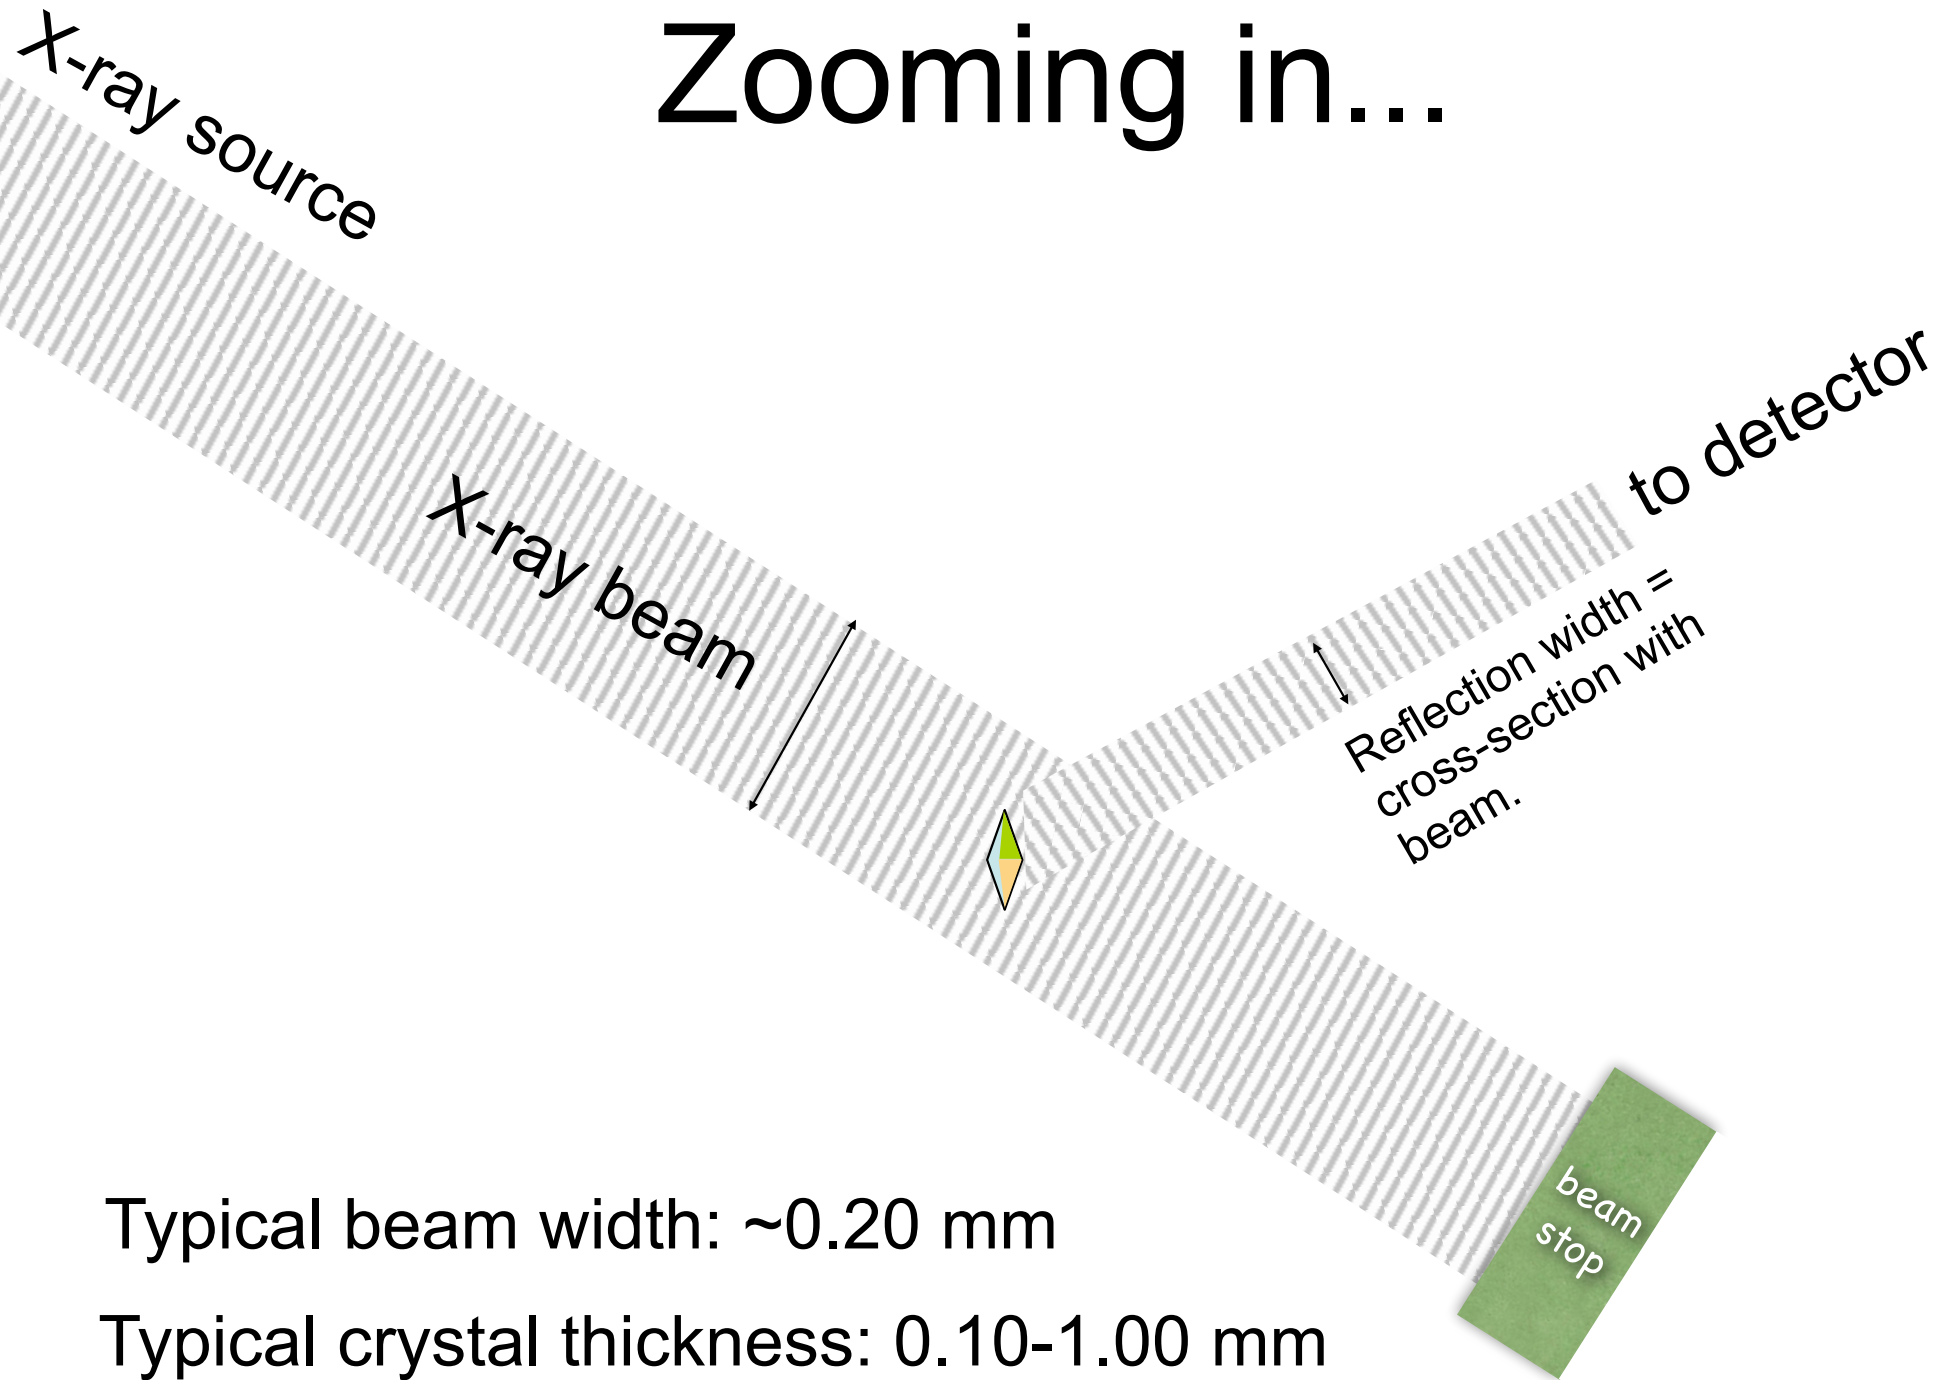 Zooming in...
X-ray source
X-ray beam
to detector
Reflection width =
cross-section with
beam.
beam
stop
Typical beam width: ~0.20 mm
Typical crystal thickness: 0.10-1.00 mm